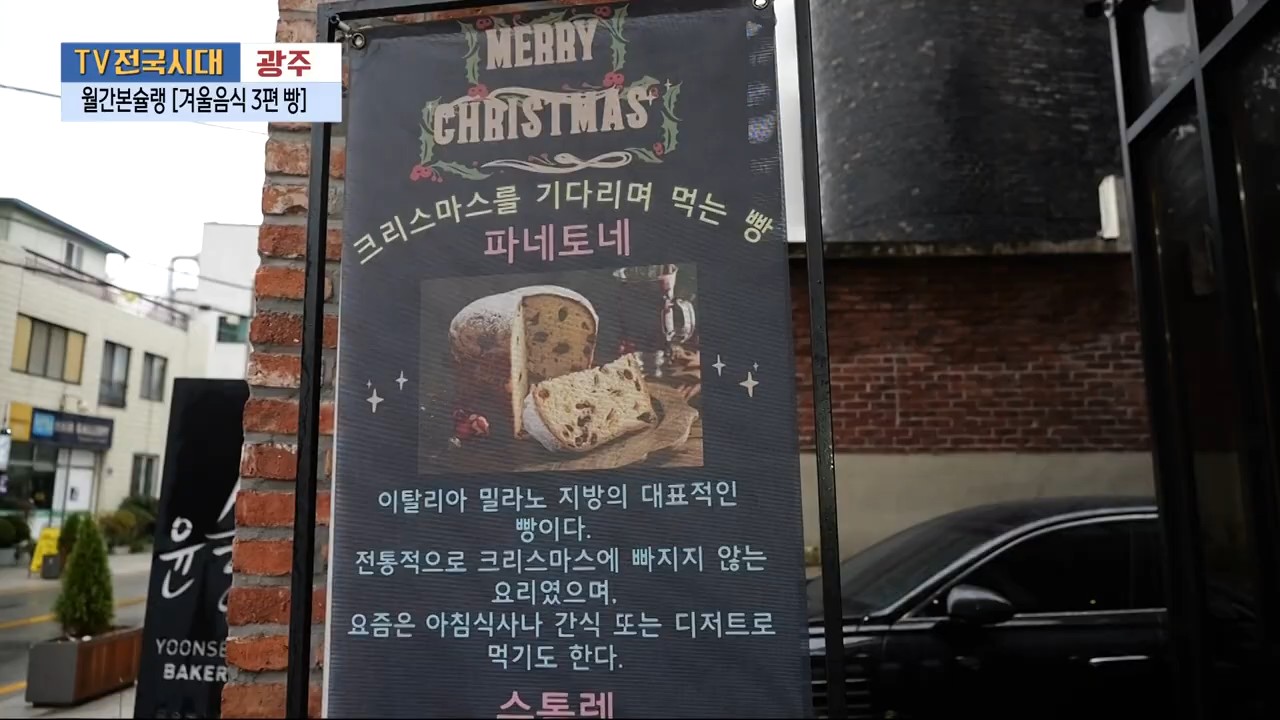 TV전국시대 광주
월간본슐랭 [겨울음식 3편 빵]
MERRY
CHRISTMAS
크리스마스를 기다리며 먹는 빵
파네토네
이탈리아 밀라노 지방의 대표적인
빵이다.
전통적으로 크리스마스에 빠지지 않는
요리였으며,
요즘은 아침식사나 간식 또는 디저트로
먹기도 한다.
스톨렌
윤
YOONSE
BAKER